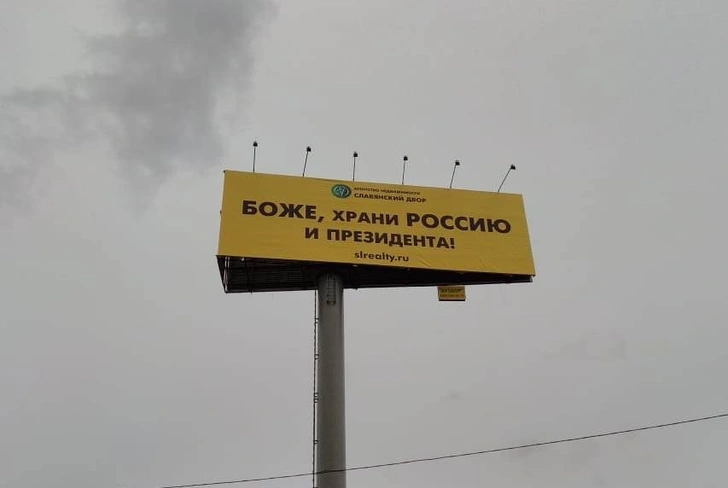 АГЕНТСТВО НЕДВИЖИМОСТИ
СЛАВЯНСКИЙ ДВОР
БОЖЕ, ХРАНИ РОССИЮ
И ПРЕЗИДЕНТА!
slrealty.ru